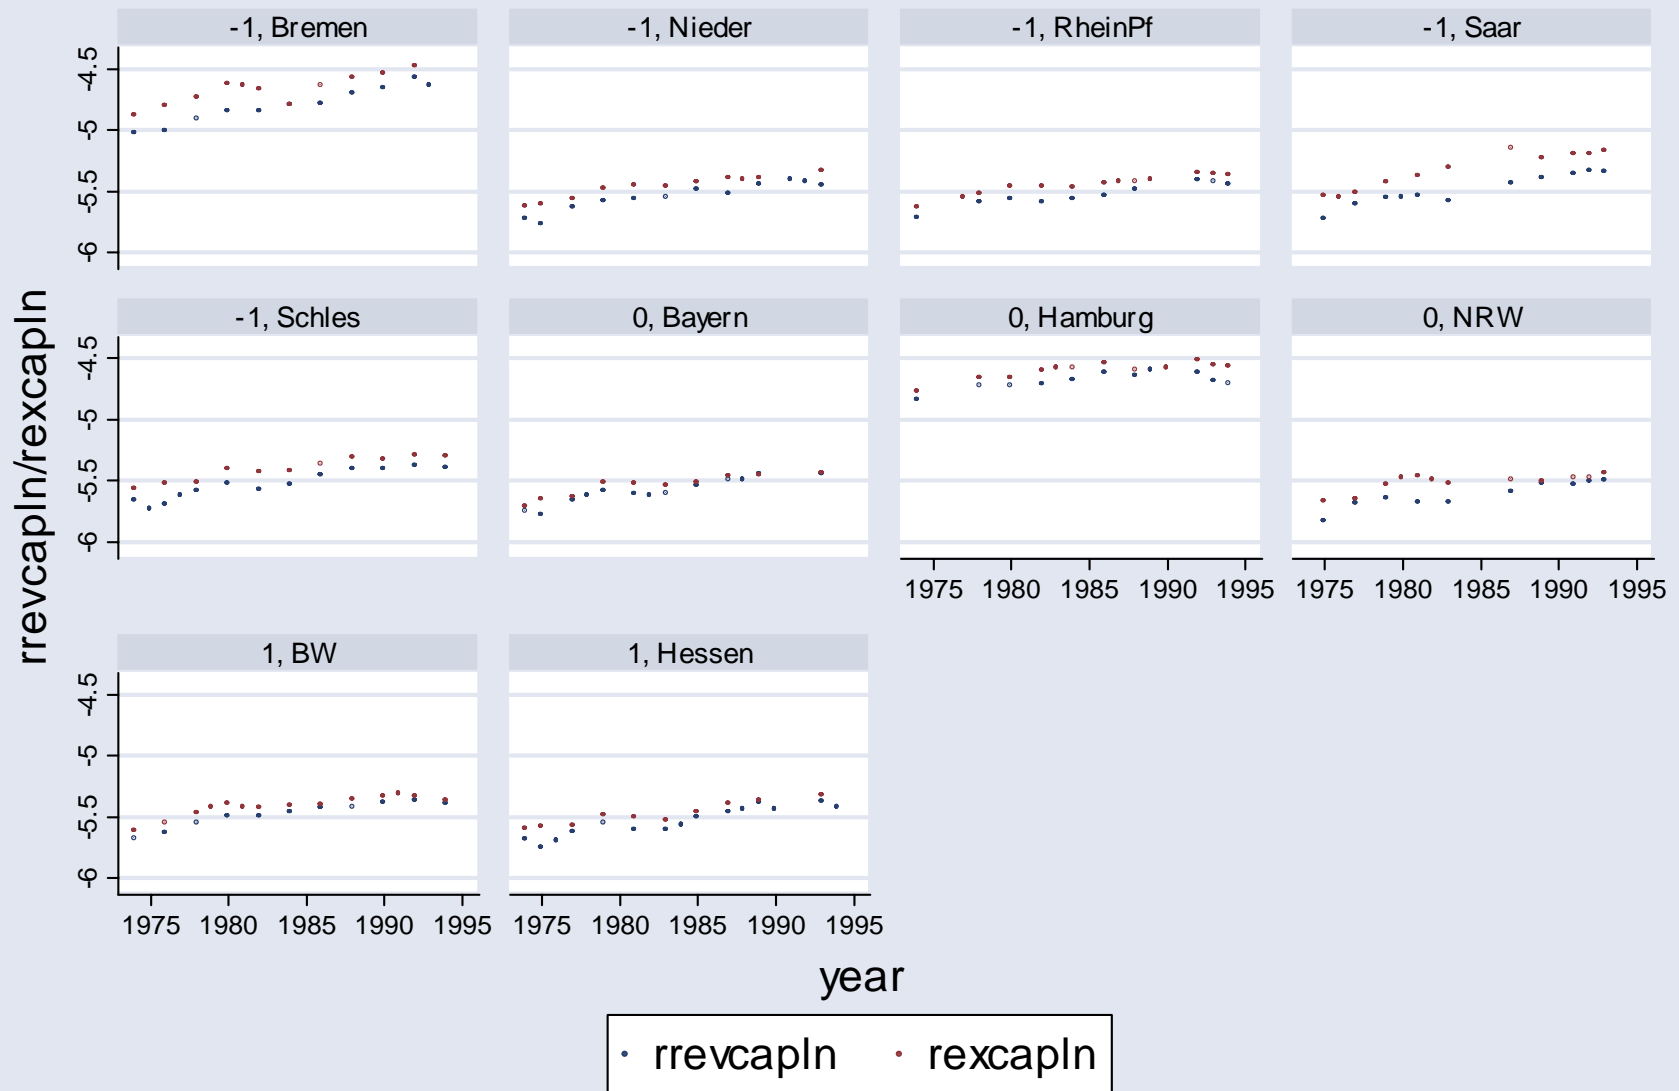 -1, Bremen
-1, Nieder
-1, RheinPf
-1, Saar
-4.5
-5
-5.5
-6
-1, Schles
0, Bayern
0, Hamburg
0, NRW
-4.5
-5
-5.5
-6
1975 1980 1985 1990 1995
1975 1980 1985 1990 1995
1, BW
1, Hessen
-4.5
-5
-5.5
-6
1975 1980 1985 1990 1995
1975 1980 1985 1990 1995
rrevcapln/rexcapln
year
rrevcapln
rexcapln